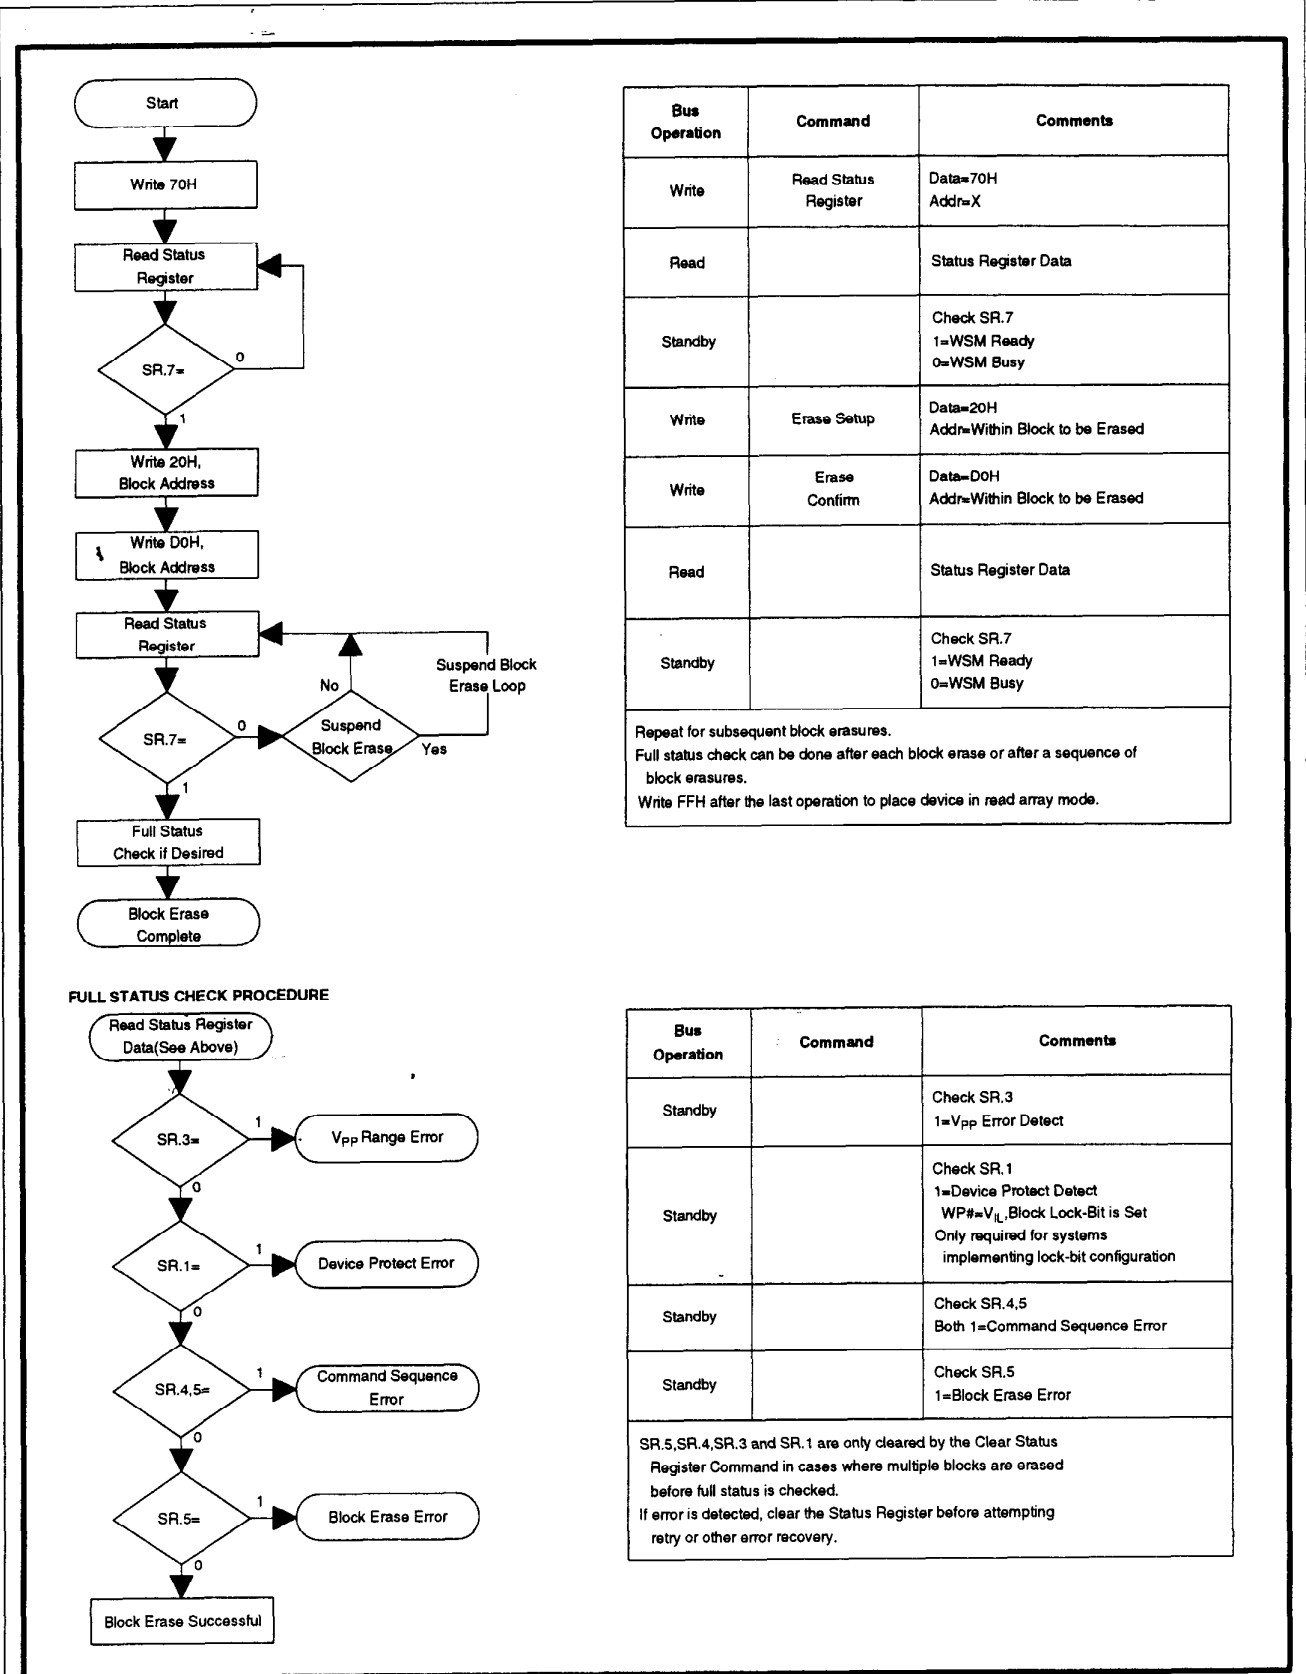 Start
Write 70H
Read Status
Register
SR.7=
0
1
Write 20H,
Block Address
Write D0H,
Block Address
Read Status
Register
SR.7=
0
1
Suspend
Block Erase
No
Yes
Suspend Block
Erase Loop
Full Status
Check if Desired
Block Erase
Complete
Bus
Operation
Command
Comments
Write
Read Status
Register
Data=70H
Addr=X
Read
Status Register Data
Standby
Check SR.7
1=WSM Ready
0=WSM Busy
Write
Erase Setup
Data=20H
Addr=Within Block to be Erased
Write
Erase
Confirm
Data=D0H
Addr=Within Block to be Erased
Read
Status Register Data
Standby
Check SR.7
1=WSM Ready
0=WSM Busy
Repeat for subsequent block erasures.
Full status check can be done after each block erase or after a sequence of
block erasures.
Write FFH after the last operation to place device in read array mode.
FULL STATUS CHECK PROCEDURE
Read Status Register
Data(See Above)
SR.3=
1
VPP Range Error
0
SR.1=
1
Device Protect Error
0
SR.4,5=
1
Command Sequence
Error
0
SR.5=
1
Block Erase Error
0
Block Erase Successful
Bus
Operation
Command
Comments
Standby
Check SR.3
1=VPP Error Detect
Standby
Check SR.1
1=Device Protect Detect
WP#=VIL,Block Lock-Bit is Set
Only required for systems
implementing lock-bit configuration
Standby
Check SR.4,5
Both 1=Command Sequence Error
Standby
Check SR.5
1=Block Erase Error
SR.5,SR.4,SR.3 and SR.1 are only cleared by the Clear Status
Register Command in cases where multiple blocks are erased
before full status is checked.
If error is detected, clear the Status Register before attempting
retry or other error recovery.